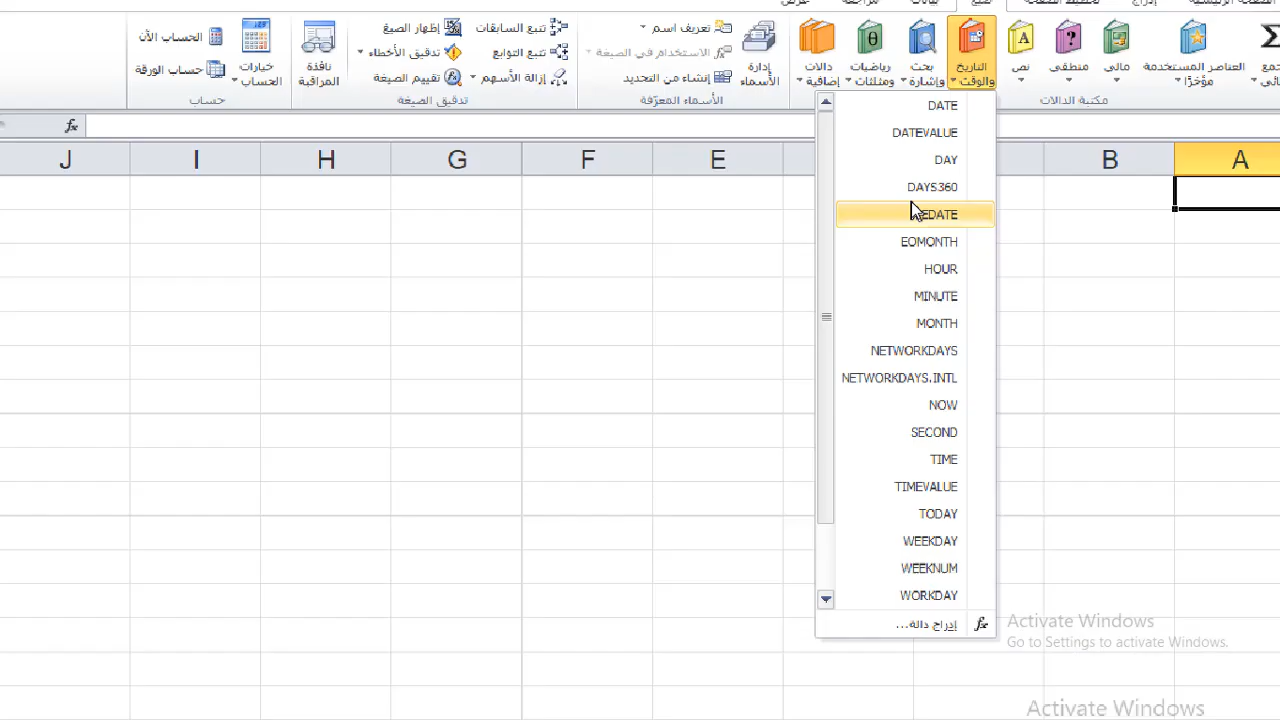 إدراج
جمع
العناصر المستخدمة
مؤخرًا
مالي
منطقي
نص
التاريخ
والوقت
بحث
وإشارة
رياضيات
ومثلثات
دالات
إضافية
مكتبة الدالات
إدارة
الأسماء
تعريف اسم
الاستخدام في الصيغة
إنشاء من التحديد
الأسماء المعرّفة
تتبع السابقات
تتبع التوابع
إزالة الأسهم
إظهار الصيغ
تدقيق الأخطاء
تقييم الصيغة
تدقيق الصيغة
نافذة
المراقبة
خيارات
الحساب
الحساب الآن
حساب الورقة
حساب
fx
A
B
E
F
G
H
I
J
DATE
DATEVALUE
DAY
DAYS360
EDATE
EOMONTH
HOUR
MINUTE
MONTH
NETWORKDAYS
NETWORKDAYS.INTL
NOW
SECOND
TIME
TIMEVALUE
TODAY
WEEKDAY
WEEKNUM
WORKDAY
fx إدراج دالة...
Activate Windows
Go to Settings to activate Windows.
Activate Windows